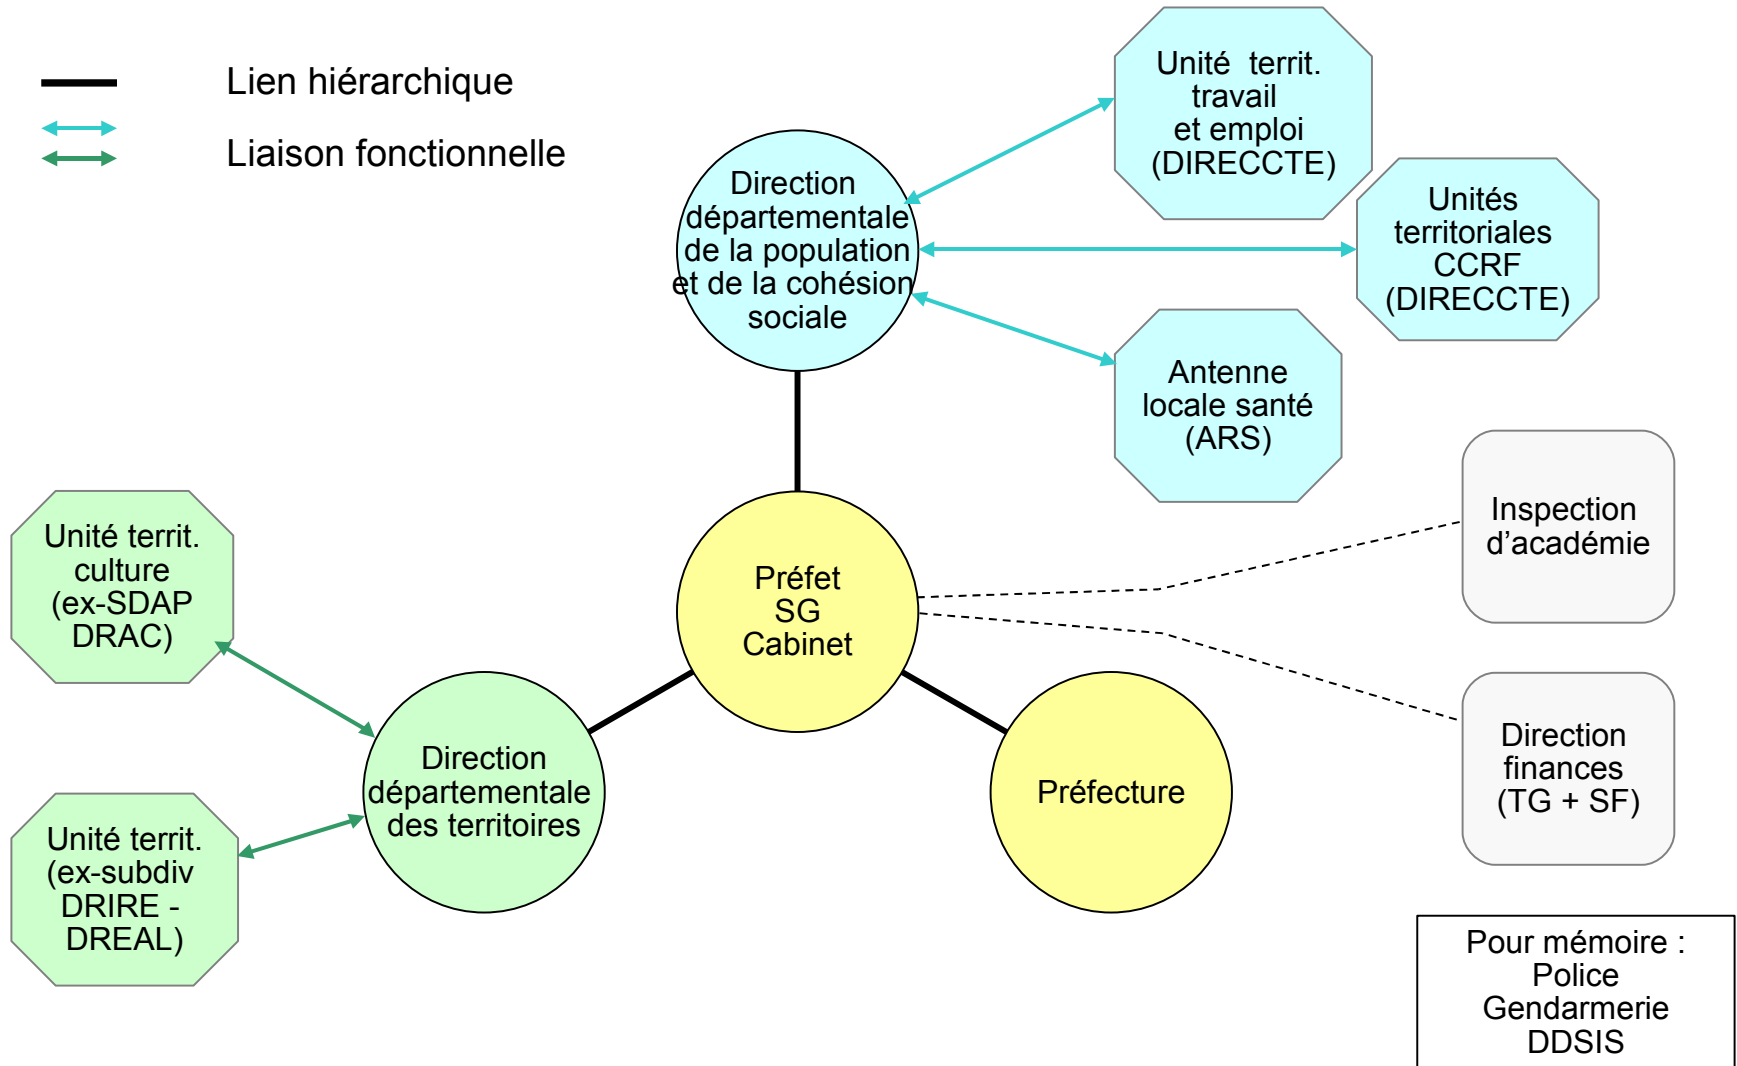 Lien hiérarchique
Liaison fonctionnelle
Unité territ.
travail
et emploi
(DIRECCTE)
Direction
départementale
de la population
et de la cohésion
sociale
Unités
territoriales
CCRF
(DIRECCTE)
Antenne
locale santé
(ARS)
Inspection
d’académie
Unité territ.
culture
(ex-SDAP
DRAC)
Préfet
SG
Cabinet
Direction
départementale
des territoires
Préfecture
Direction
finances
(TG + SF)
Unité territ.
(ex-subdiv
DRIRE -
DREAL)
Pour mémoire :
Police
Gendarmerie
DDSIS